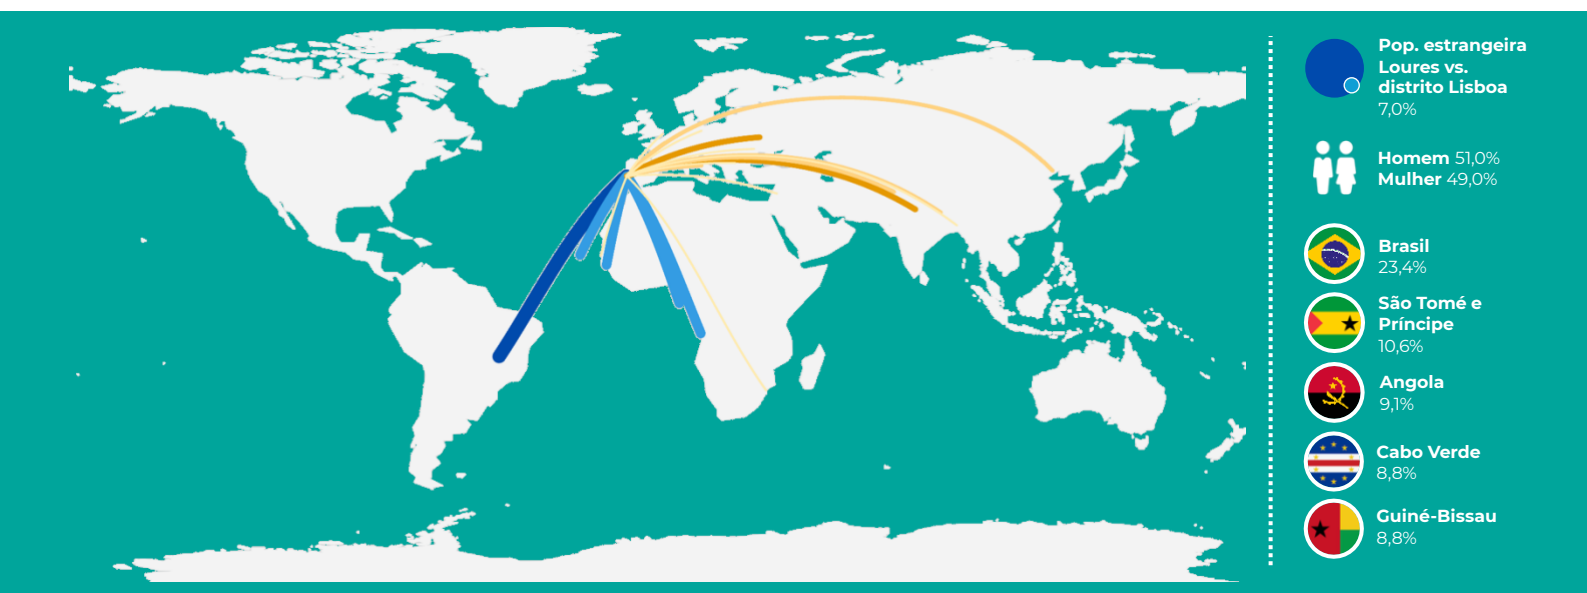 Pop. estrangeira
Loures vs.
distrito Lisboa
7,0%
Homem 51,0%
Mulher 49,0%
Brasil
23,4%
São Tomé e
Príncipe
10,6%
Angola
9,1%
Cabo Verde
8,8%
Guiné-Bissau
8,8%